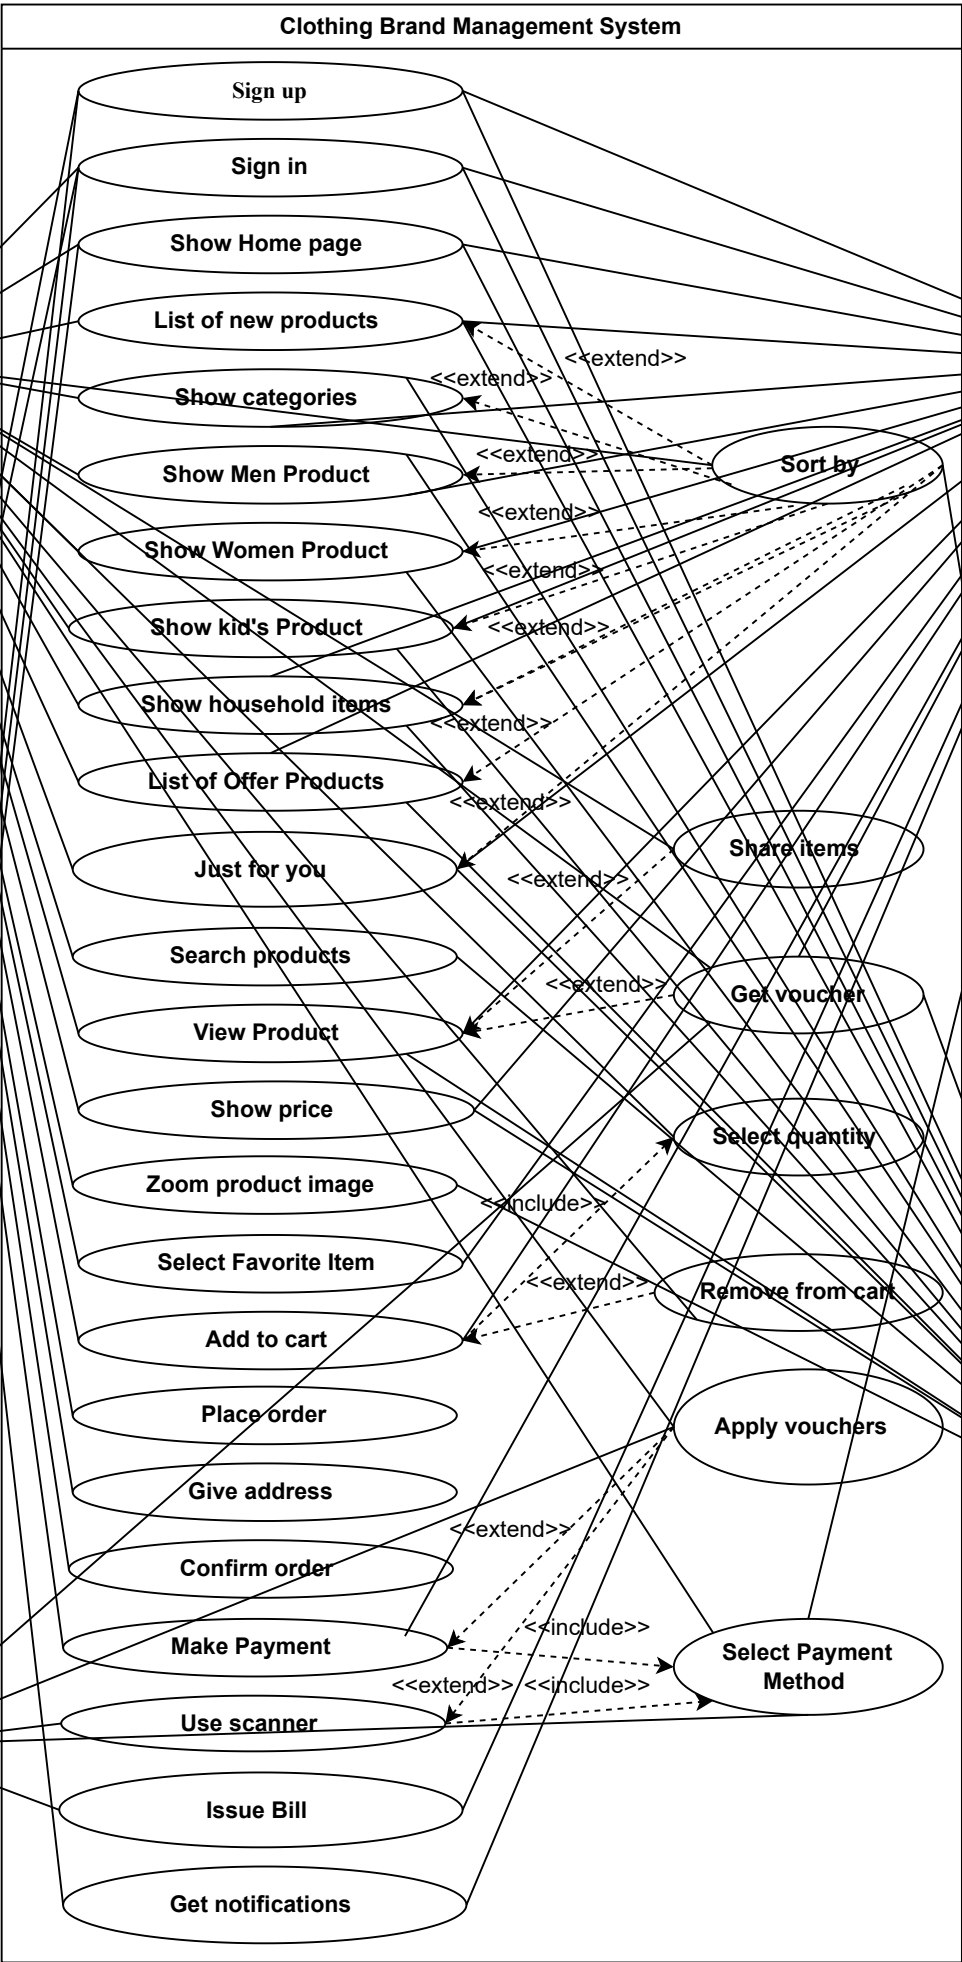 Clothing Brand Management System
Sign up
Sign in
Show Home page
List of new products
<<extend>>
<<extend>>
Show categories
<<extend>>
Sort by
Show Men Product
<<extend>>
Show Women Product
<<extend>>
Show kid's Product
<<extend>>
Show household items
<<extend>>
List of Offer Products
<<extend>>
Share items
Just for you
<<extend>>
Search products
<<extend>>
Get voucher
View Product
Show price
Select quantity
Zoom product image
<<include>>
Select Favorite Item
<<extend>>
Remove from cart
Add to cart
Place order
Apply vouchers
Give address
<<extend>>
Confirm order
<<include>>
Make Payment
Select Payment
Method
<<extend>>
<<include>>
Use scanner
Issue Bill
Get notifications